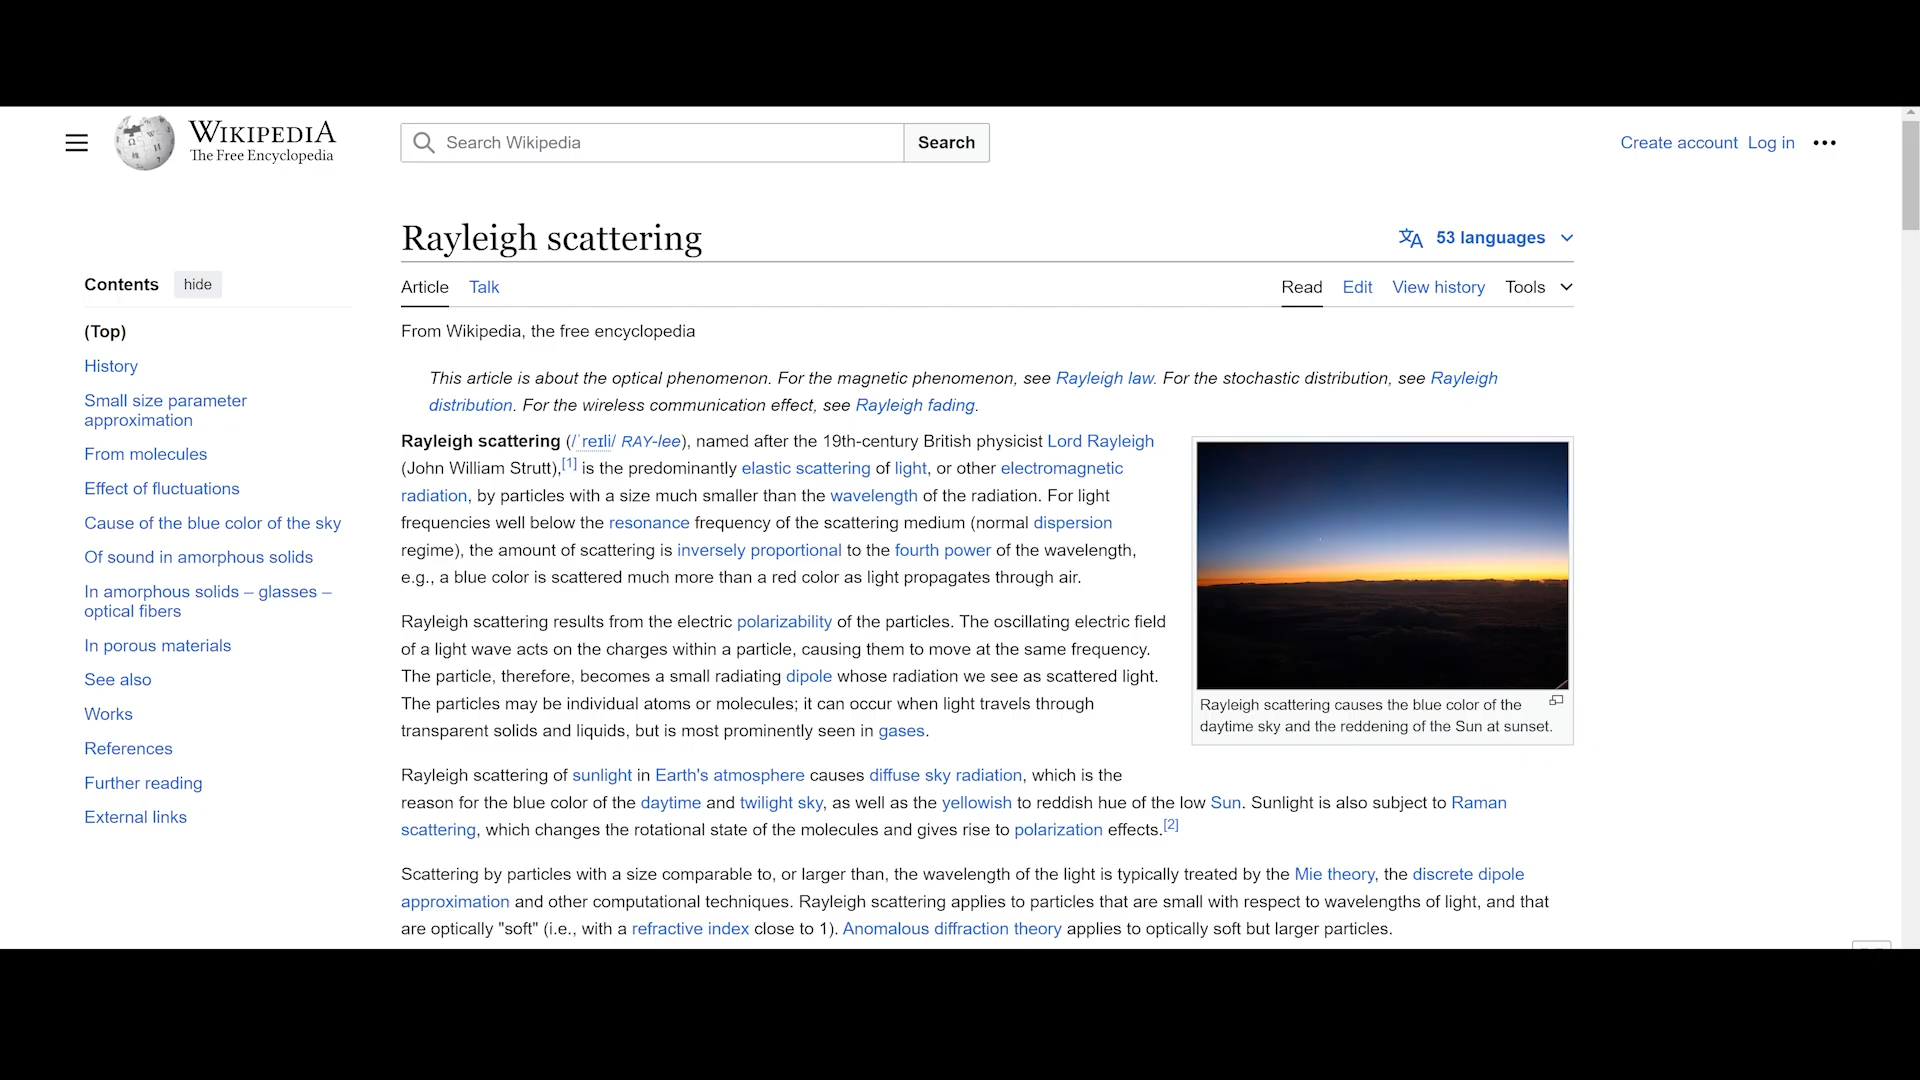 WIKIPEDIA
The Free Encyclopedia
Search Wikipedia
Search
Create account Log in
Rayleigh scattering
53 languages
Contents hide
(Top)
History
Small size parameter
approximation
From molecules
Effect of fluctuations
Cause of the blue color of the sky
Of sound in amorphous solids
In amorphous solids – glasses –
optical fibers
In porous materials
See also
Works
References
Further reading
External links
Article Talk
Read Edit View history Tools
From Wikipedia, the free encyclopedia
This article is about the optical phenomenon. For the magnetic phenomenon, see Rayleigh law. For the stochastic distribution, see Rayleigh
distribution. For the wireless communication effect, see Rayleigh fading.
Rayleigh scattering (/ˈreɪli/ RAY-lee), named after the 19th-century British physicist Lord Rayleigh
(John William Strutt),[1] is the predominantly elastic scattering of light, or other electromagnetic
radiation, by particles with a size much smaller than the wavelength of the radiation. For light
frequencies well below the resonance frequency of the scattering medium (normal dispersion
regime), the amount of scattering is inversely proportional to the fourth power of the wavelength,
e.g., a blue color is scattered much more than a red color as light propagates through air.
Rayleigh scattering results from the electric polarizability of the particles. The oscillating electric field
of a light wave acts on the charges within a particle, causing them to move at the same frequency.
The particle, therefore, becomes a small radiating dipole whose radiation we see as scattered light.
The particles may be individual atoms or molecules; it can occur when light travels through
transparent solids and liquids, but is most prominently seen in gases.
Rayleigh scattering causes the blue color of the
daytime sky and the reddening of the Sun at sunset.
Rayleigh scattering of sunlight in Earth's atmosphere causes diffuse sky radiation, which is the
reason for the blue color of the daytime and twilight sky, as well as the yellowish to reddish hue of the low Sun. Sunlight is also subject to Raman
scattering, which changes the rotational state of the molecules and gives rise to polarization effects.[2]
Scattering by particles with a size comparable to, or larger than, the wavelength of the light is typically treated by the Mie theory, the discrete dipole
approximation and other computational techniques. Rayleigh scattering applies to particles that are small with respect to wavelengths of light, and that
are optically "soft" (i.e., with a refractive index close to 1). Anomalous diffraction theory applies to optically soft but larger particles.